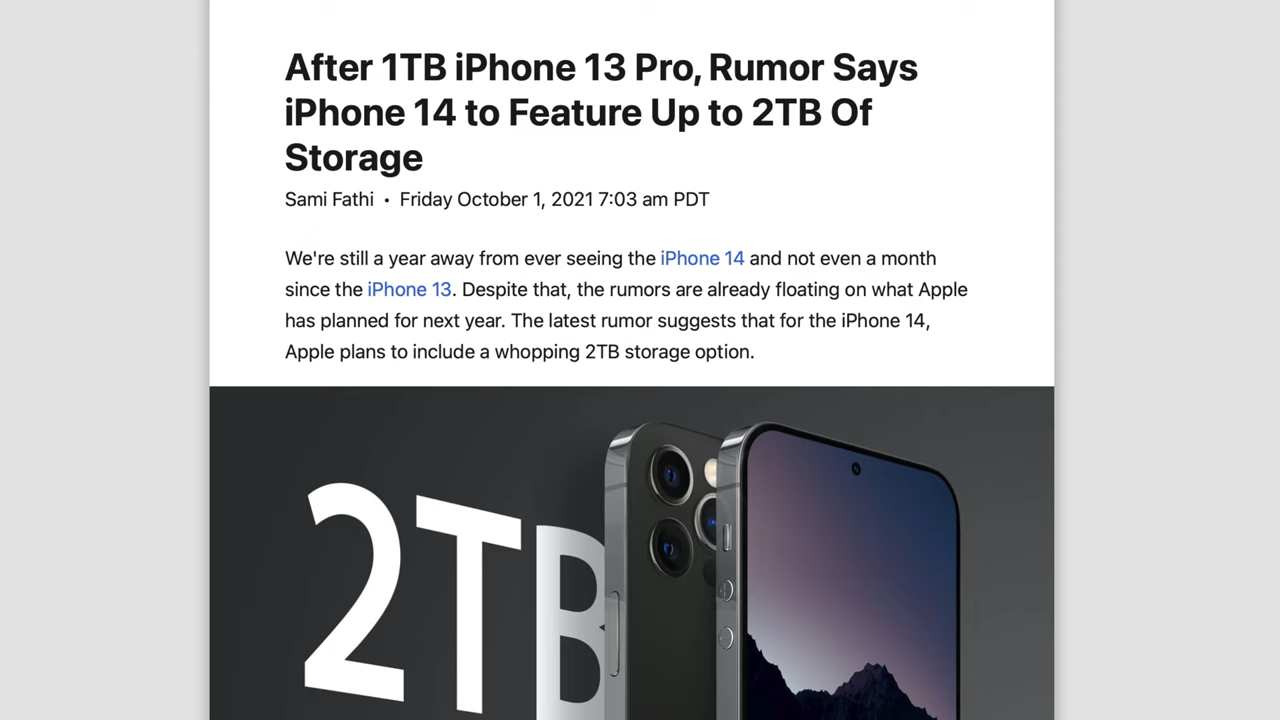 After 1TB iPhone 13 Pro, Rumor Says
iPhone 14 to Feature Up to 2TB Of
Storage
Sami Fathi • Friday October 1, 2021 7:03 am PDT
We're still a year away from ever seeing the iPhone 14 and not even a month
since the iPhone 13. Despite that, the rumors are already floating on what Apple
has planned for next year. The latest rumor suggests that for the iPhone 14,
Apple plans to include a whopping 2TB storage option.
2TB